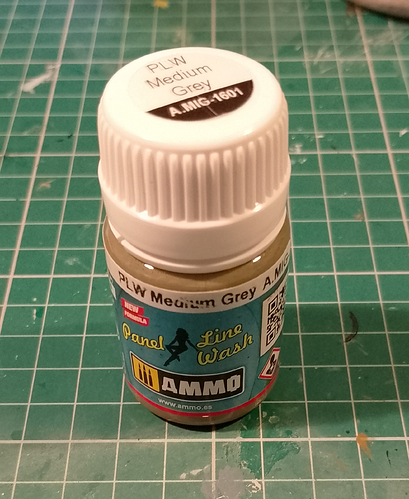 PLW
Medium
Grey
A.MIG-1601
PLW Medium Grey A.MIG
NEW
FORMULA
Panel Line
Wash
AMMO
www.ammo.es